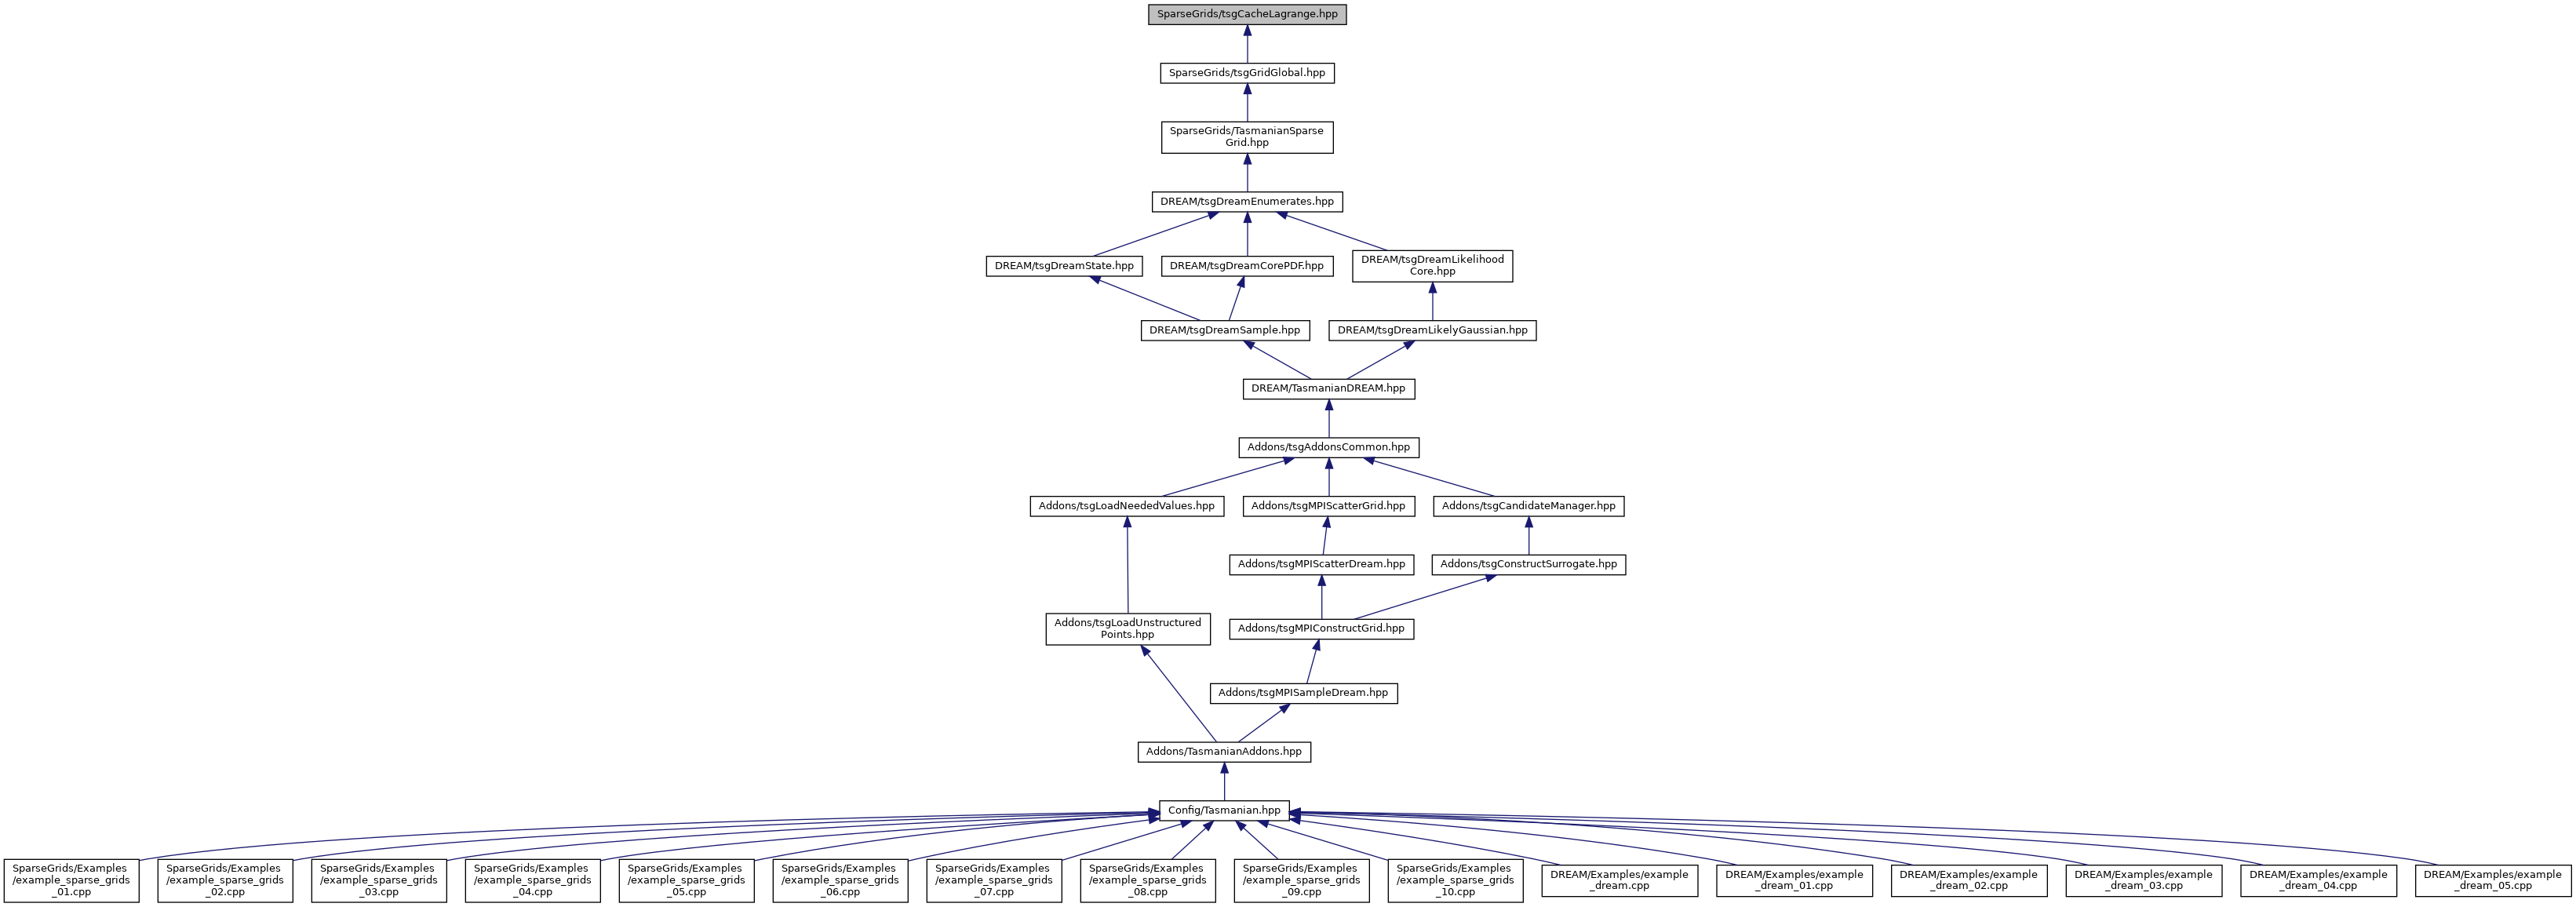 SparseGrids/tsgCacheLagrange.hpp
SparseGrids/tsgGridGlobal.hpp
SparseGrids/TasmanianSparse
Grid.hpp
DREAM/tsgDreamEnumerates.hpp
DREAM/tsgDreamState.hpp
DREAM/tsgDreamCorePDF.hpp
DREAM/tsgDreamLikelihood
Core.hpp
DREAM/tsgDreamSample.hpp
DREAM/tsgDreamLikelyGaussian.hpp
DREAM/TasmanianDREAM.hpp
Addons/tsgAddonsCommon.hpp
Addons/tsgLoadNeededValues.hpp
Addons/tsgMPIScatterGrid.hpp
Addons/tsgCandidateManager.hpp
Addons/tsgMPIScatterDream.hpp
Addons/tsgConstructSurrogate.hpp
Addons/tsgLoadUnstructured
Points.hpp
Addons/tsgMPIConstructGrid.hpp
Addons/tsgMPISampleDream.hpp
Addons/TasmanianAddons.hpp
Config/Tasmanian.hpp
SparseGrids/Examples
/example_sparse_grids
_01.cpp
SparseGrids/Examples
/example_sparse_grids
_02.cpp
SparseGrids/Examples
/example_sparse_grids
_03.cpp
SparseGrids/Examples
/example_sparse_grids
_04.cpp
SparseGrids/Examples
/example_sparse_grids
_05.cpp
SparseGrids/Examples
/example_sparse_grids
_06.cpp
SparseGrids/Examples
/example_sparse_grids
_07.cpp
SparseGrids/Examples
/example_sparse_grids
_08.cpp
SparseGrids/Examples
/example_sparse_grids
_09.cpp
SparseGrids/Examples
/example_sparse_grids
_10.cpp
DREAM/Examples/example
_dream.cpp
DREAM/Examples/example
_dream_01.cpp
DREAM/Examples/example
_dream_02.cpp
DREAM/Examples/example
_dream_03.cpp
DREAM/Examples/example
_dream_04.cpp
DREAM/Examples/example
_dream_05.cpp